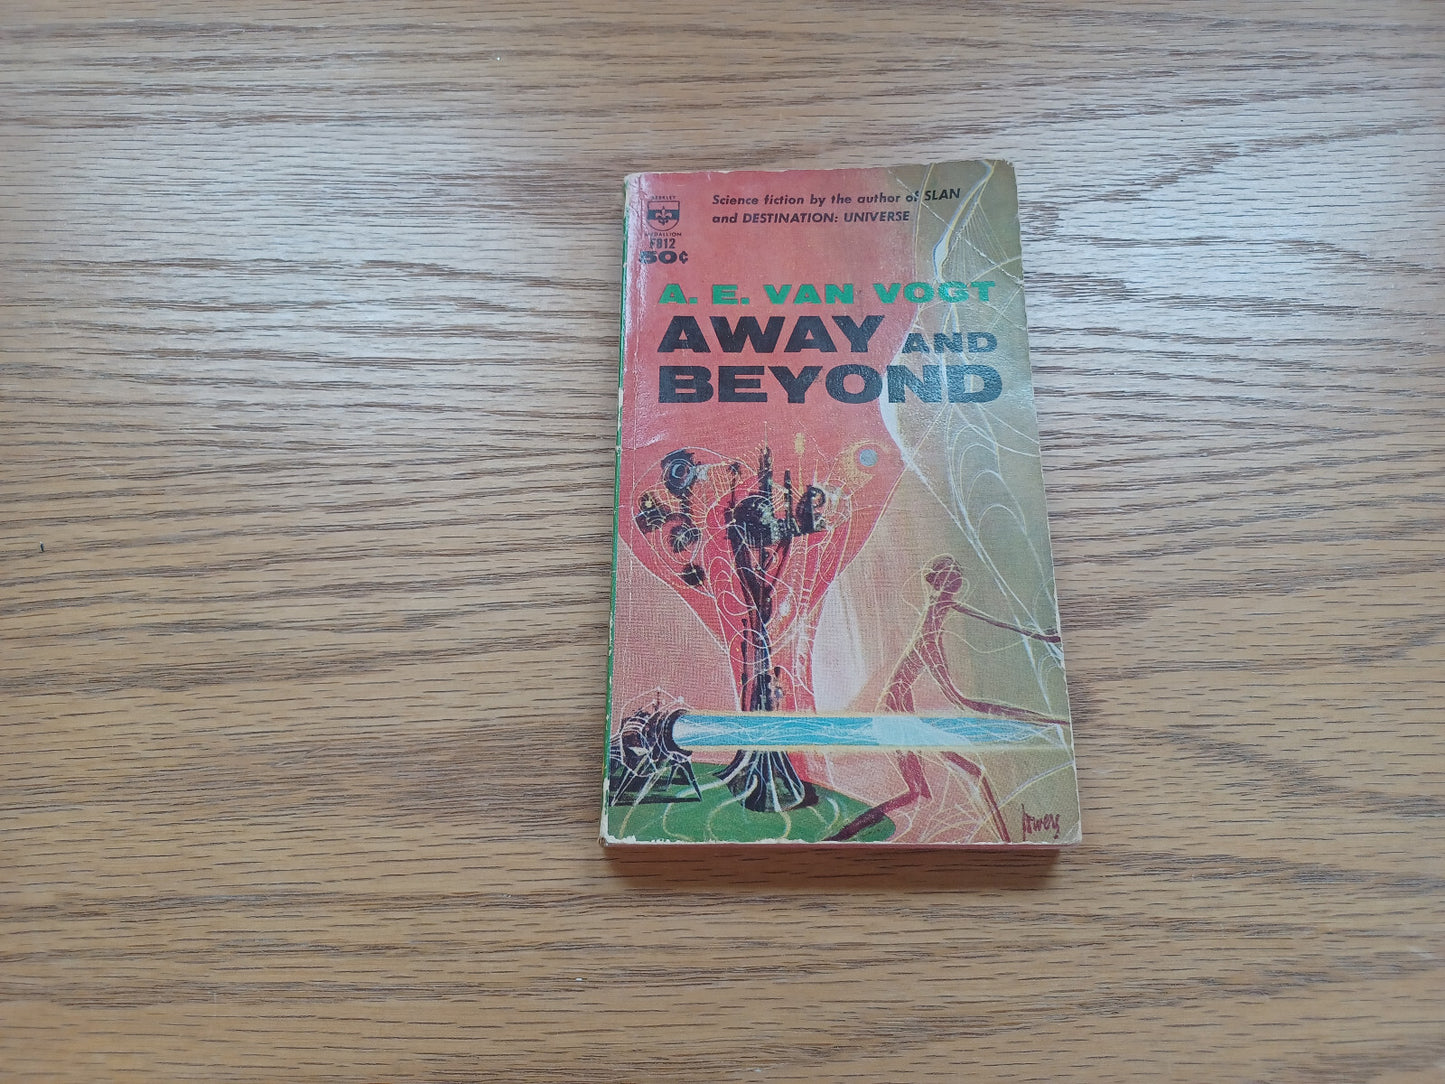 Science fiction by the author of SLAN
and DESTINATION: UNIVERSE
BERKLEY
MEDALLION
F812
50¢
A. E. VAN VOGT
AWAY AND
BEYOND
Powers